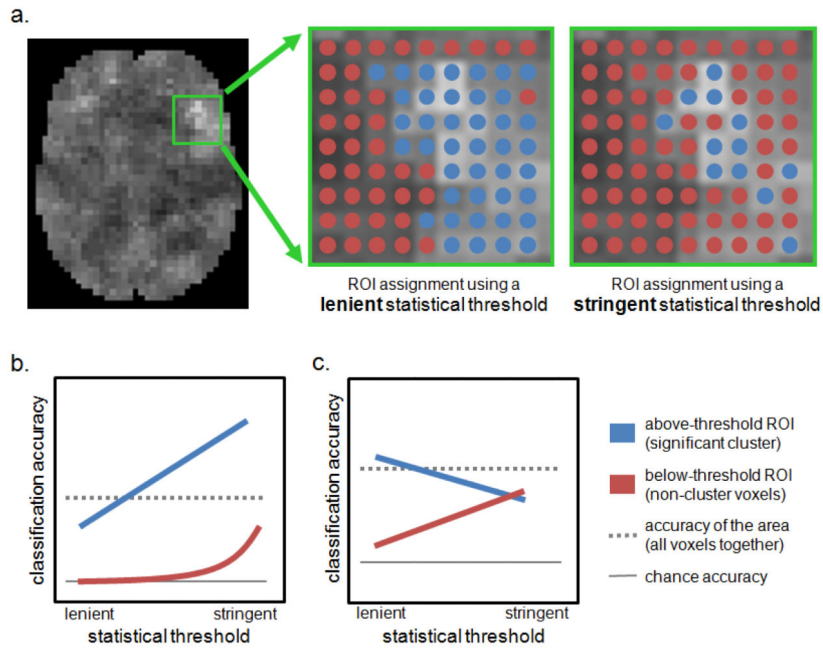 a.
ROI assignment using a
lenient statistical threshold
ROI assignment using a
stringent statistical threshold
b.
classification accuracy
lenient
stringent
statistical threshold
c.
classification accuracy
lenient
stringent
statistical threshold
above-threshold ROI
(significant cluster)
below-threshold ROI
(non-cluster voxels)
accuracy of the area
(all voxels together)
chance accuracy